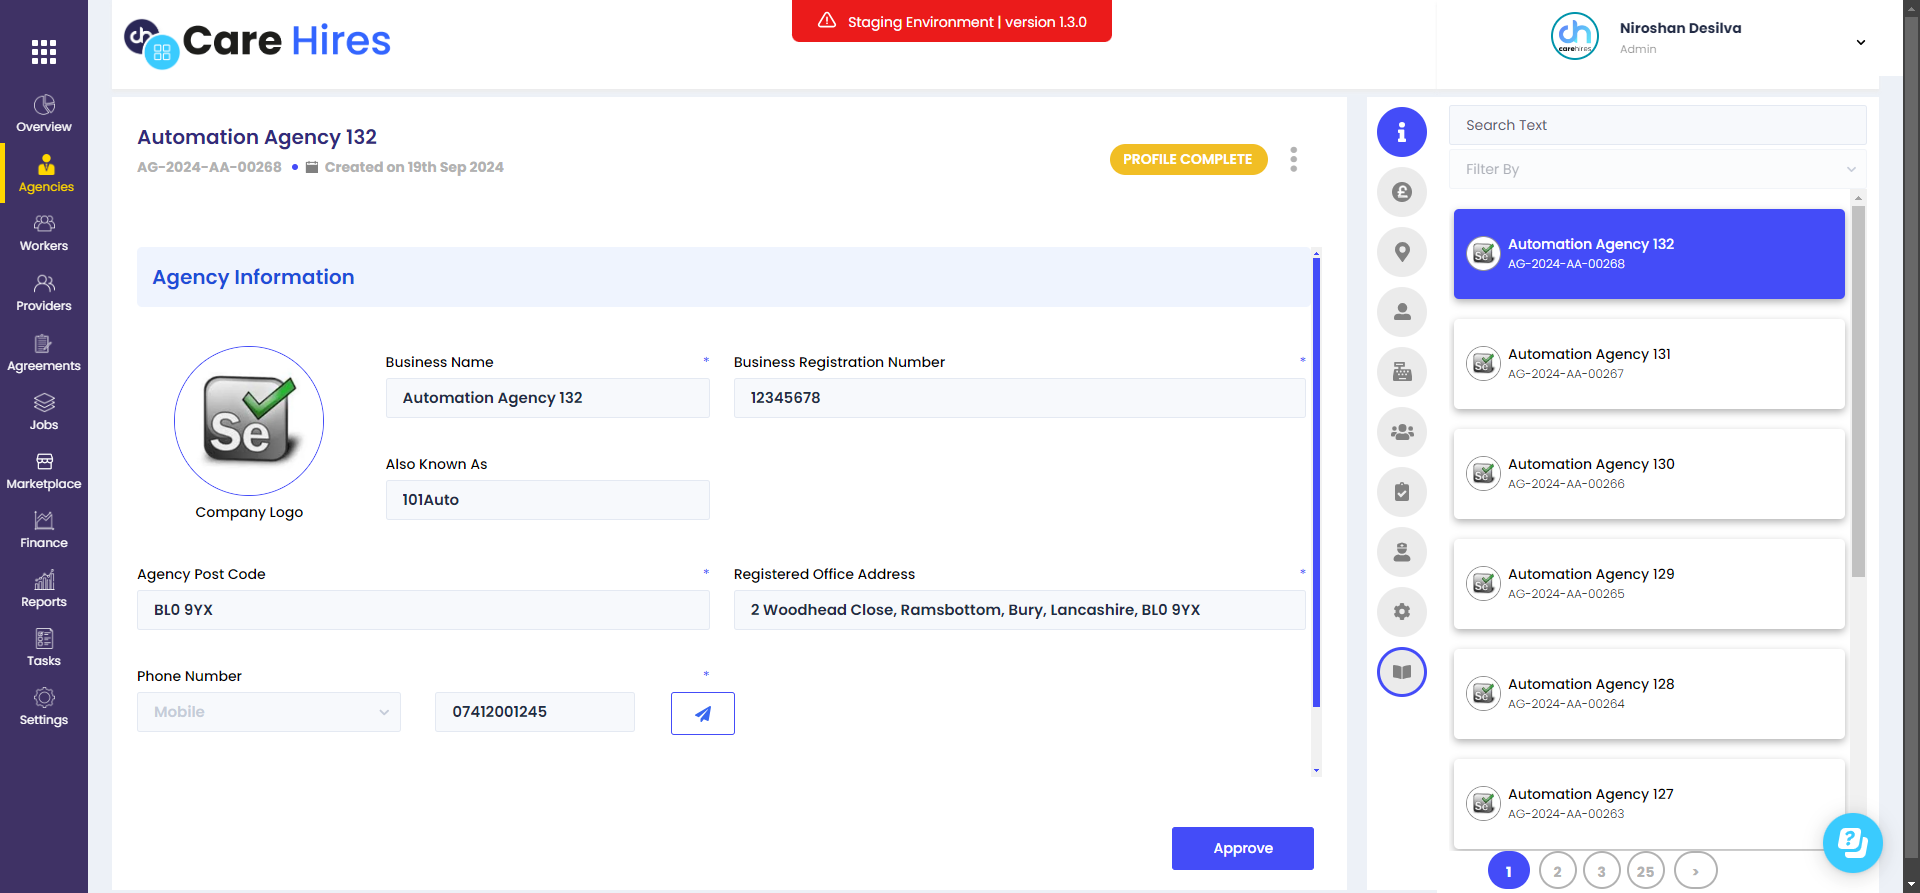 Care Hires
Staging Environment | version 1.3.0
Niroshan Desilva
Admin
carehires
Overview
Agencies
Workers
Providers
Agreements
Jobs
Marketplace
Finance
Reports
Tasks
Settings
Automation Agency 132
AG-2024-AA-00268 • Created on 19th Sep 2024
PROFILE COMPLETE
Agency Information
Se
Company Logo
Business Name *
Automation Agency 132
Business Registration Number *
12345678
Also Known As
101Auto
Agency Post Code *
BL0 9YX
Registered Office Address *
2 Woodhead Close, Ramsbottom, Bury, Lancashire, BL0 9YX
Phone Number *
Mobile
07412001245
Approve
Search Text
Filter By
Automation Agency 132
AG-2024-AA-00268
Automation Agency 131
AG-2024-AA-00267
Automation Agency 130
AG-2024-AA-00266
Automation Agency 129
AG-2024-AA-00265
Automation Agency 128
AG-2024-AA-00264
Automation Agency 127
AG-2024-AA-00263
1 2 3 25 >